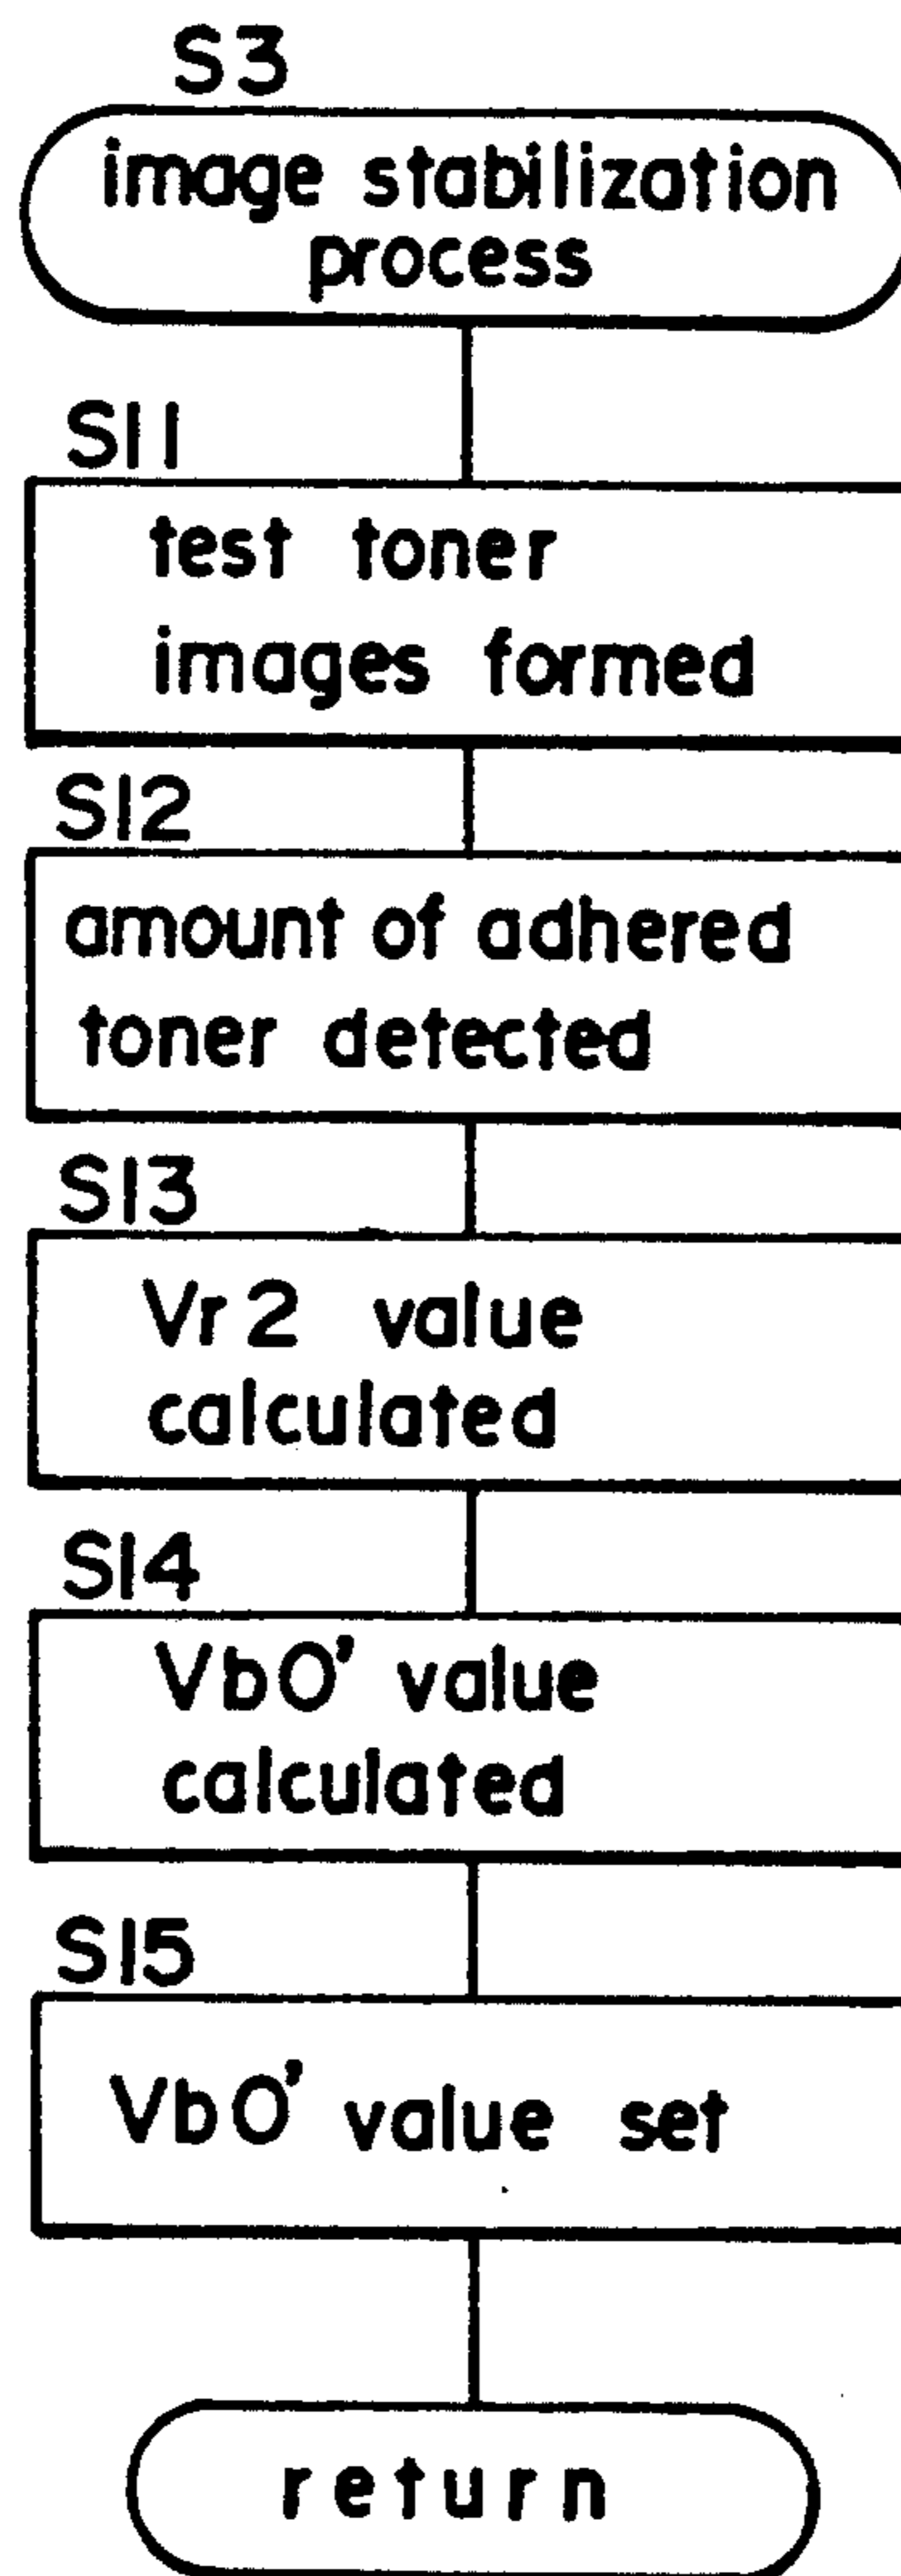 S3
image stabilization
process
S11
test toner
images formed
S12
amount of adhered
toner detected
S13
Vr2 value
calculated
S14
Vb0' value
calculated
S15
Vb0' value set
return